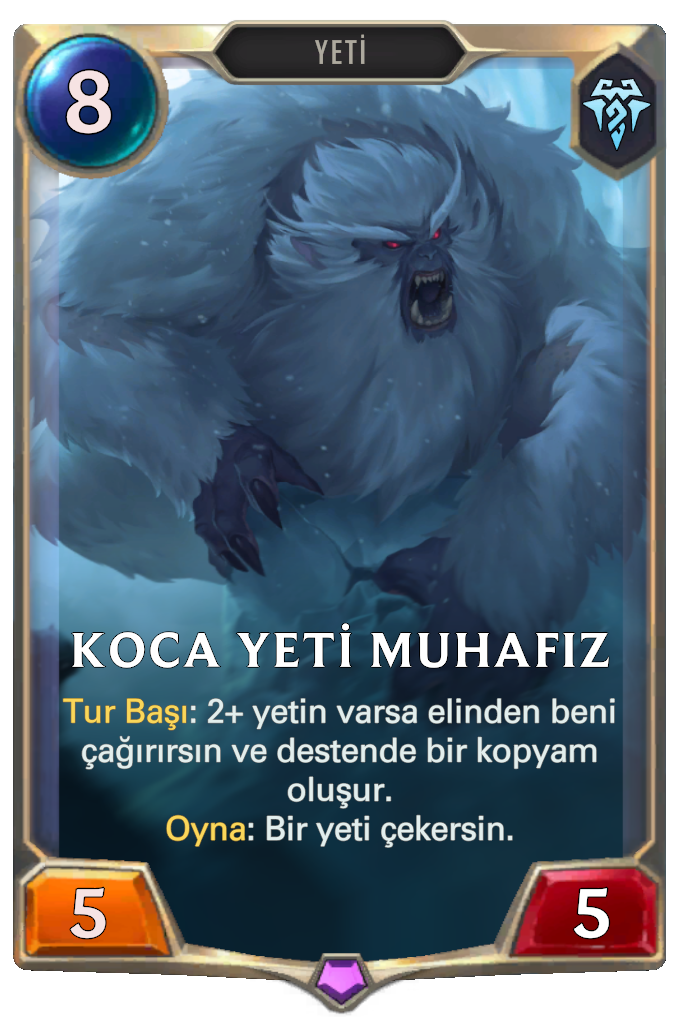 YETİ
8
KOCA YETİ MUHAFIZ
Tur Başı: 2+ yetin varsa elinden beni
çağırırsın ve destende bir kopyam
oluşur.
Oyna: Bir yeti çekersin.
5
5